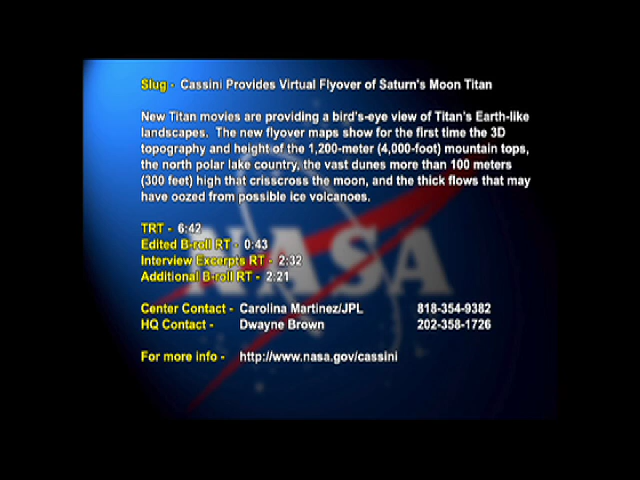 Slug - Cassini Provides Virtual Flyover of Saturn's Moon Titan
New Titan movies are providing a bird's-eye view of Titan's Earth-like
landscapes. The new flyover maps show for the first time the 3D
topography and height of the 1,200-meter (4,000-foot) mountain tops,
the north polar lake country, the vast dunes more than 100 meters
(300 feet) high that crisscross the moon, and the thick flows that may
have oozed from possible ice volcanoes.
TRT - 6:42
Edited B-roll RT - 0:43
Interview Excerpts RT - 2:32
Additional B-roll RT - 2:21
NASA
Center Contact - Carolina Martinez/JPL 818-354-9382
HQ Contact - Dwayne Brown 202-358-1726
For more info - http://www.nasa.gov/cassini